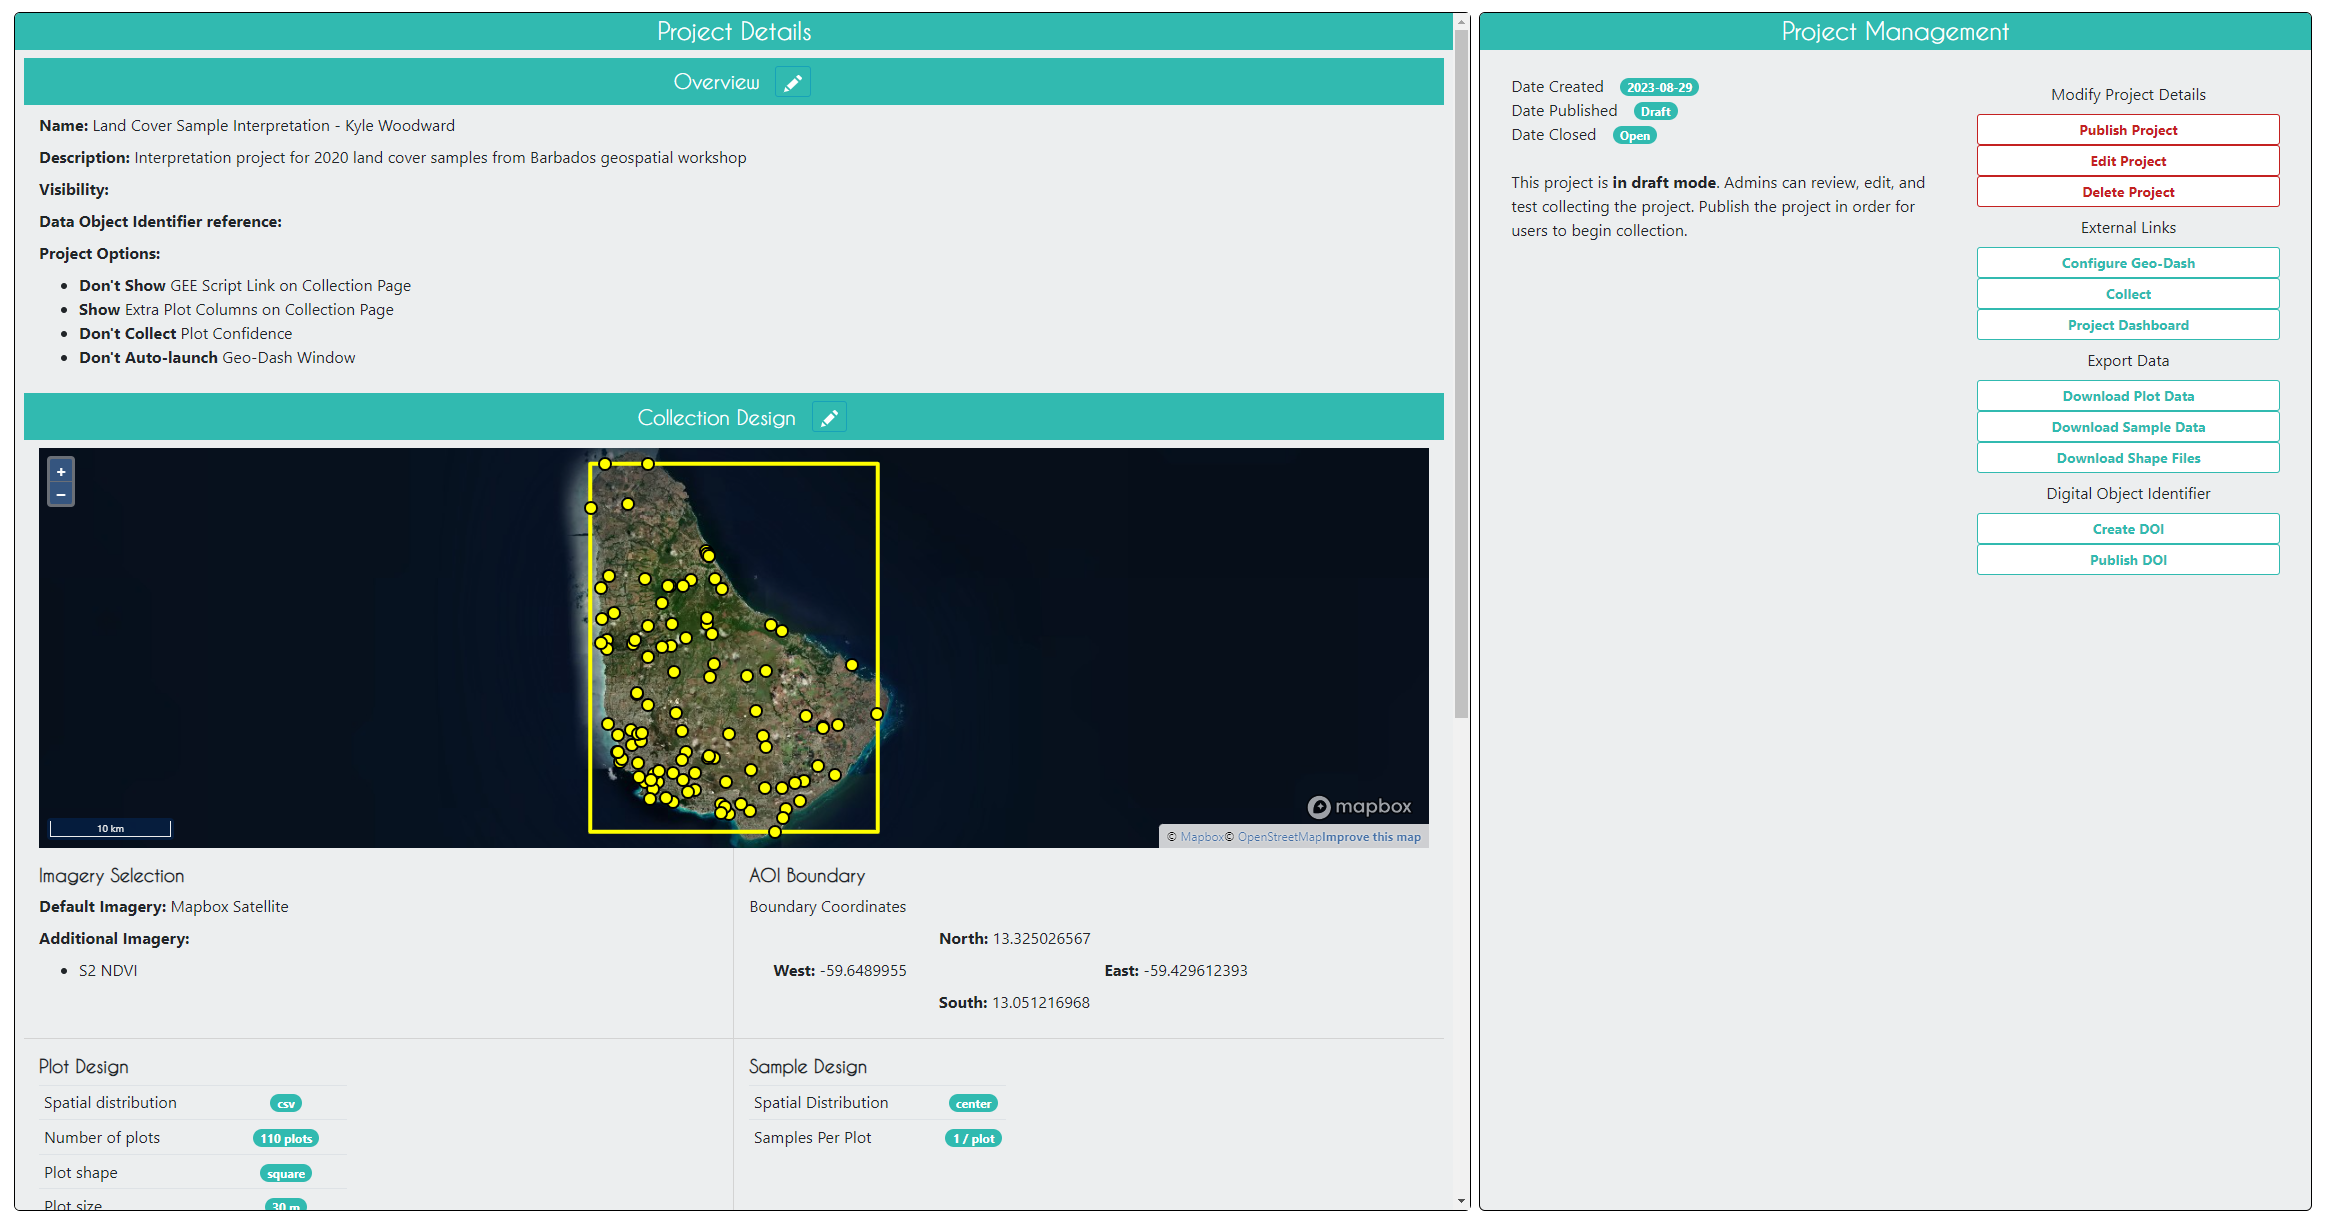 Project Details
Overview
Name: Land Cover Sample Interpretation - Kyle Woodward
Description: Interpretation project for 2020 land cover samples from Barbados geospatial workshop
Visibility:
Data Object Identifier reference:
Project Options:
Don't Show GEE Script Link on Collection Page
Show Extra Plot Columns on Collection Page
Don't Collect Plot Confidence
Don't Auto-launch Geo-Dash Window
Collection Design
+
−
10 km
mapbox
© Mapbox© OpenStreetMapImprove this map
Imagery Selection
Default Imagery: Mapbox Satellite
Additional Imagery:
S2 NDVI
AOI Boundary
Boundary Coordinates
North: 13.325026567
West: -59.6489955 East: -59.429612393
South: 13.051216968
Plot Design
Spatial distribution csv
Number of plots 110 plots
Plot shape square
Plot size 30 m
Sample Design
Spatial Distribution center
Samples Per Plot 1 / plot
Project Management
Date Created 2023-08-29
Date Published Draft
Date Closed Open
This project is in draft mode. Admins can review, edit, and
test collecting the project. Publish the project in order for
users to begin collection.
Modify Project Details
Publish Project
Edit Project
Delete Project
External Links
Configure Geo-Dash
Collect
Project Dashboard
Export Data
Download Plot Data
Download Sample Data
Download Shape Files
Digital Object Identifier
Create DOI
Publish DOI